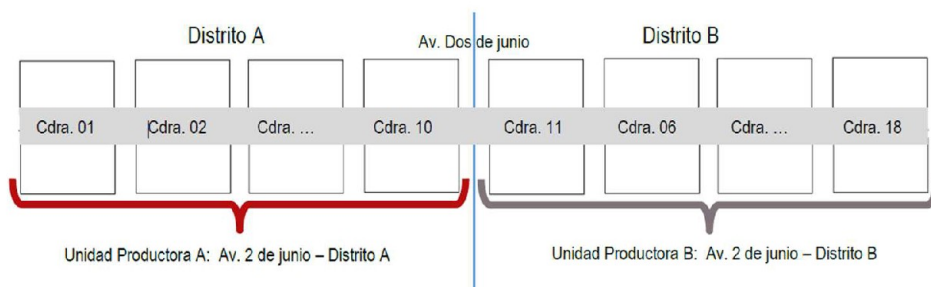 Distrito A
Av. Dos de junio
Distrito B
Cdra. 01
Cdra. 02
Cdra. ...
Cdra. 10
Cdra. 11
Cdra. 06
Cdra. ...
Cdra. 18
Unidad Productora A: Av. 2 de junio – Distrito A
Unidad Productora B: Av. 2 de junio – Distrito B